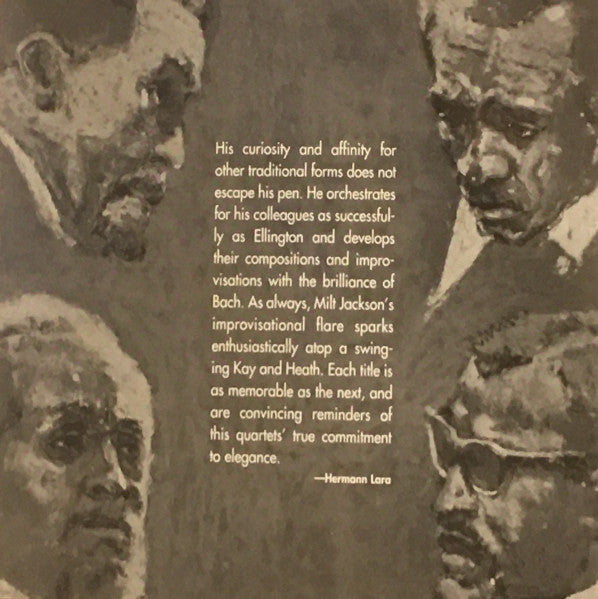 His curiosity and affinity for
other traditional forms does not
escape his pen. He orchestrates
for his colleagues as successful-
ly as Ellington and develops
their compositions and impro-
visations with the brilliance of
Bach. As always, Milt Jackson's
improvisational flare sparks
enthusiastically atop a swing-
ing Kay and Heath. Each title is
as memorable as the next, and
are convincing reminders of
this quartets' true commitment
to elegance.
—Hermann Lara